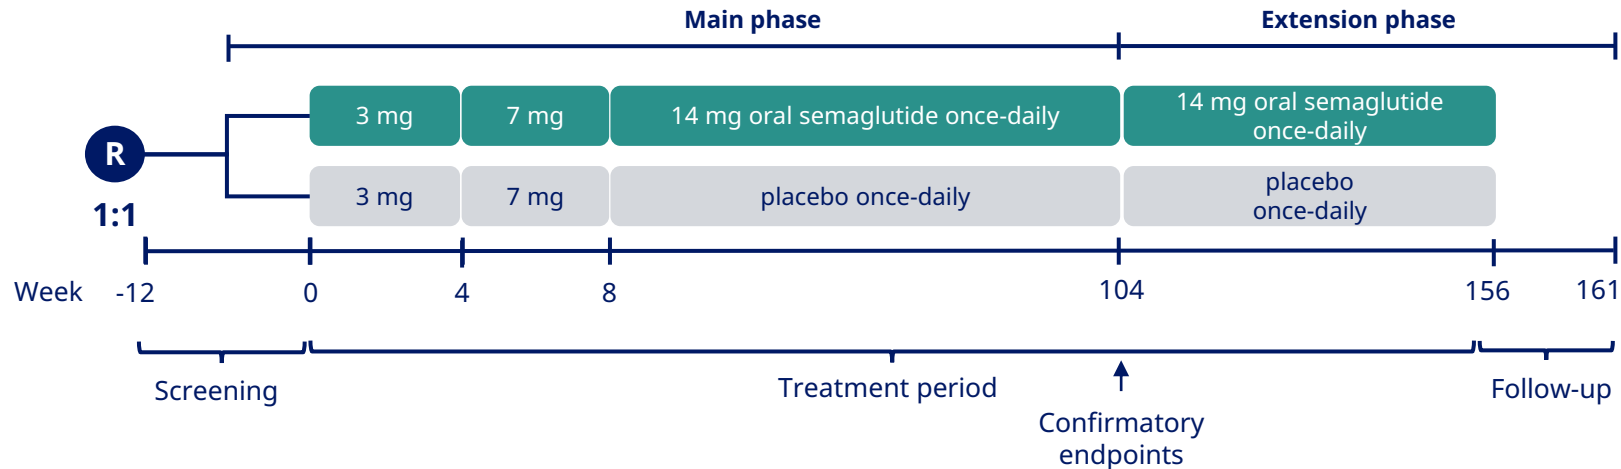 Main phase
Extension phase
3 mg
7 mg
14 mg oral semaglutide once-daily
14 mg oral semaglutide
once-daily
R
1:1
3 mg
7 mg
placebo once-daily
placebo
once-daily
Week
-12
0
4
8
104
156
161
Screening
Treatment period
Follow-up
Confirmatory
endpoints